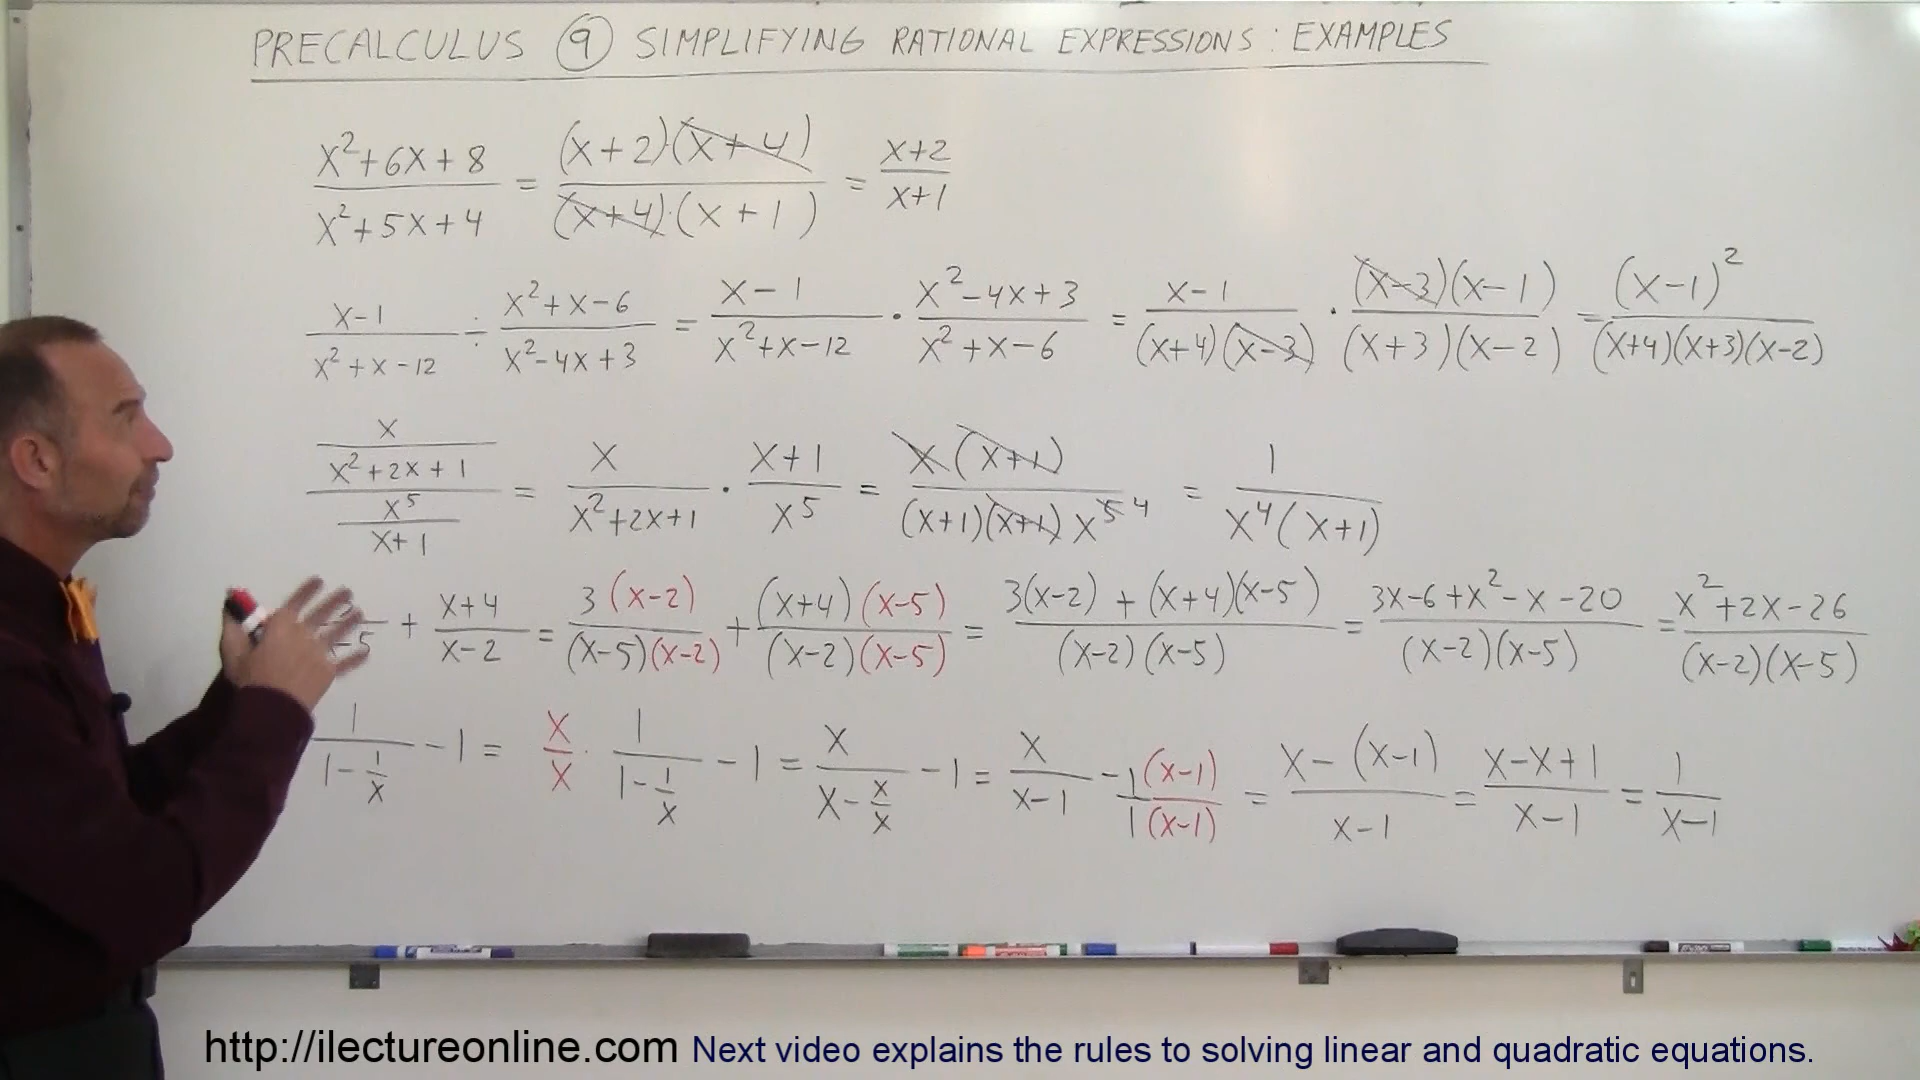 PRECALCULUS ⑨ SIMPLIFYING RATIONAL EXPRESSIONS : EXAMPLES
(x²+6x+8)/(x²+5x+4) = ((x+2)·(x+4))/((x+4)·(x+1)) = (x+2)/(x+1)
(x-1)/(x²+x-12) ÷ (x²+x-6)/(x²-4x+3) = (x-1)/(x²+x-12) · (x²-4x+3)/(x²+x-6) = (x-1)/((x+4)(x-3)) · ((x-3)(x-1))/((x+3)(x-2)) = (x-1)²/((x+4)(x+3)(x-2))
(x/(x²+2x+1))/(x⁵/(x+1)) = x/(x²+2x+1) · (x+1)/x⁵ = (x(x+1))/((x+1)(x+1)x⁵ ⁴) = 1/(x⁴(x+1))
-5 + (x+4)/(x-2) = (3(x-2))/((x-5)(x-2)) + ((x+4)(x-5))/((x-2)(x-5)) = (3(x-2) + (x+4)(x-5))/((x-2)(x-5)) = (3x-6+x²-x-20)/((x-2)(x-5)) = (x²+2x-26)/((x-2)(x-5))
1/(1-1/x) - 1 = x/x · 1/(1-1/x) - 1 = x/(x-x/x) - 1 = x/(x-1) - (1(x-1))/(1(x-1)) = (x-(x-1))/(x-1) = (x-x+1)/(x-1) = 1/(x-1)
http://ilectureonline.com Next video explains the rules to solving linear and quadratic equations.